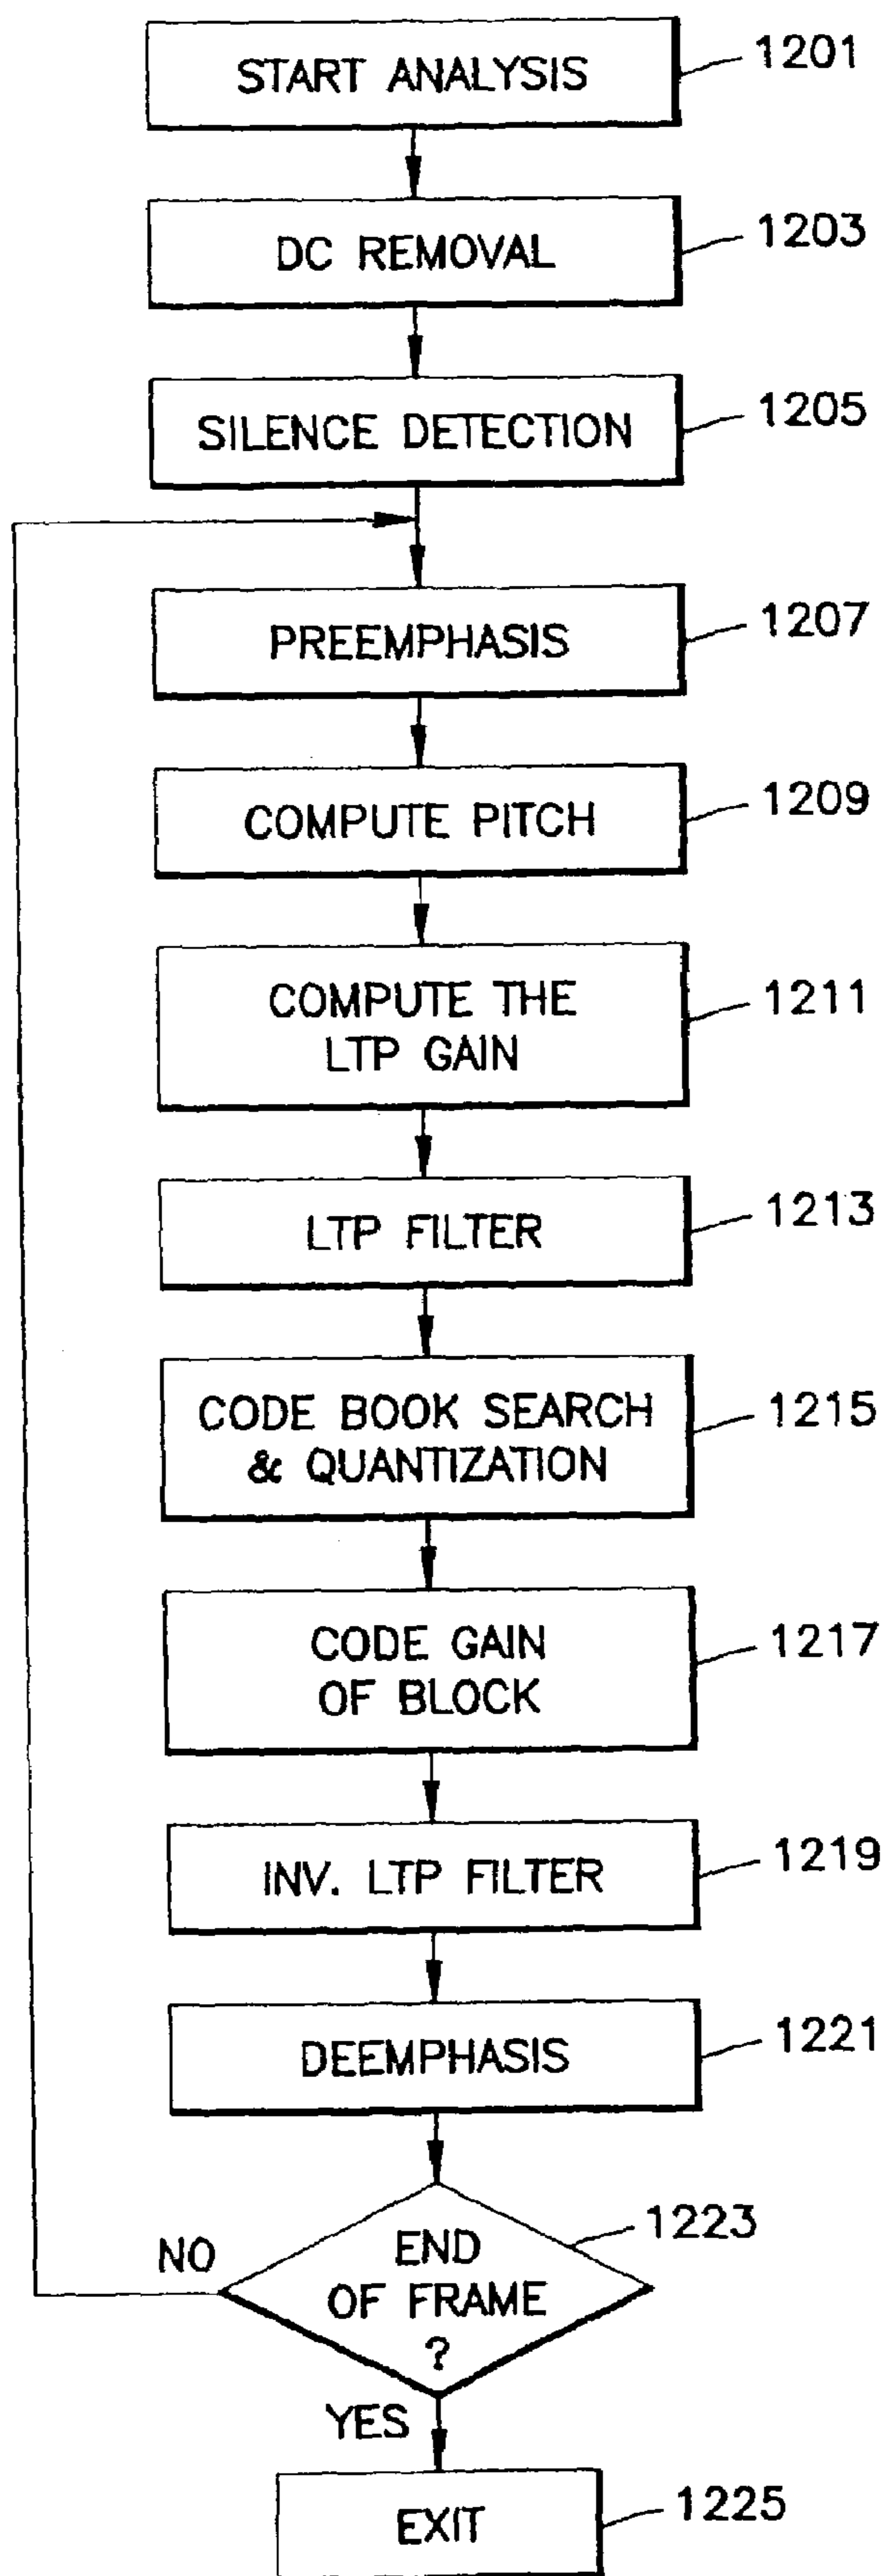 START ANALYSIS
1201
DC REMOVAL
1203
SILENCE DETECTION
1205
PREEMPHASIS
1207
COMPUTE PITCH
1209
COMPUTE THE
LTP GAIN
1211
LTP FILTER
1213
CODE BOOK SEARCH
& QUANTIZATION
1215
CODE GAIN
OF BLOCK
1217
INV. LTP FILTER
1219
DEEMPHASIS
1221
END
OF FRAME
?
1223
NO
YES
EXIT
1225